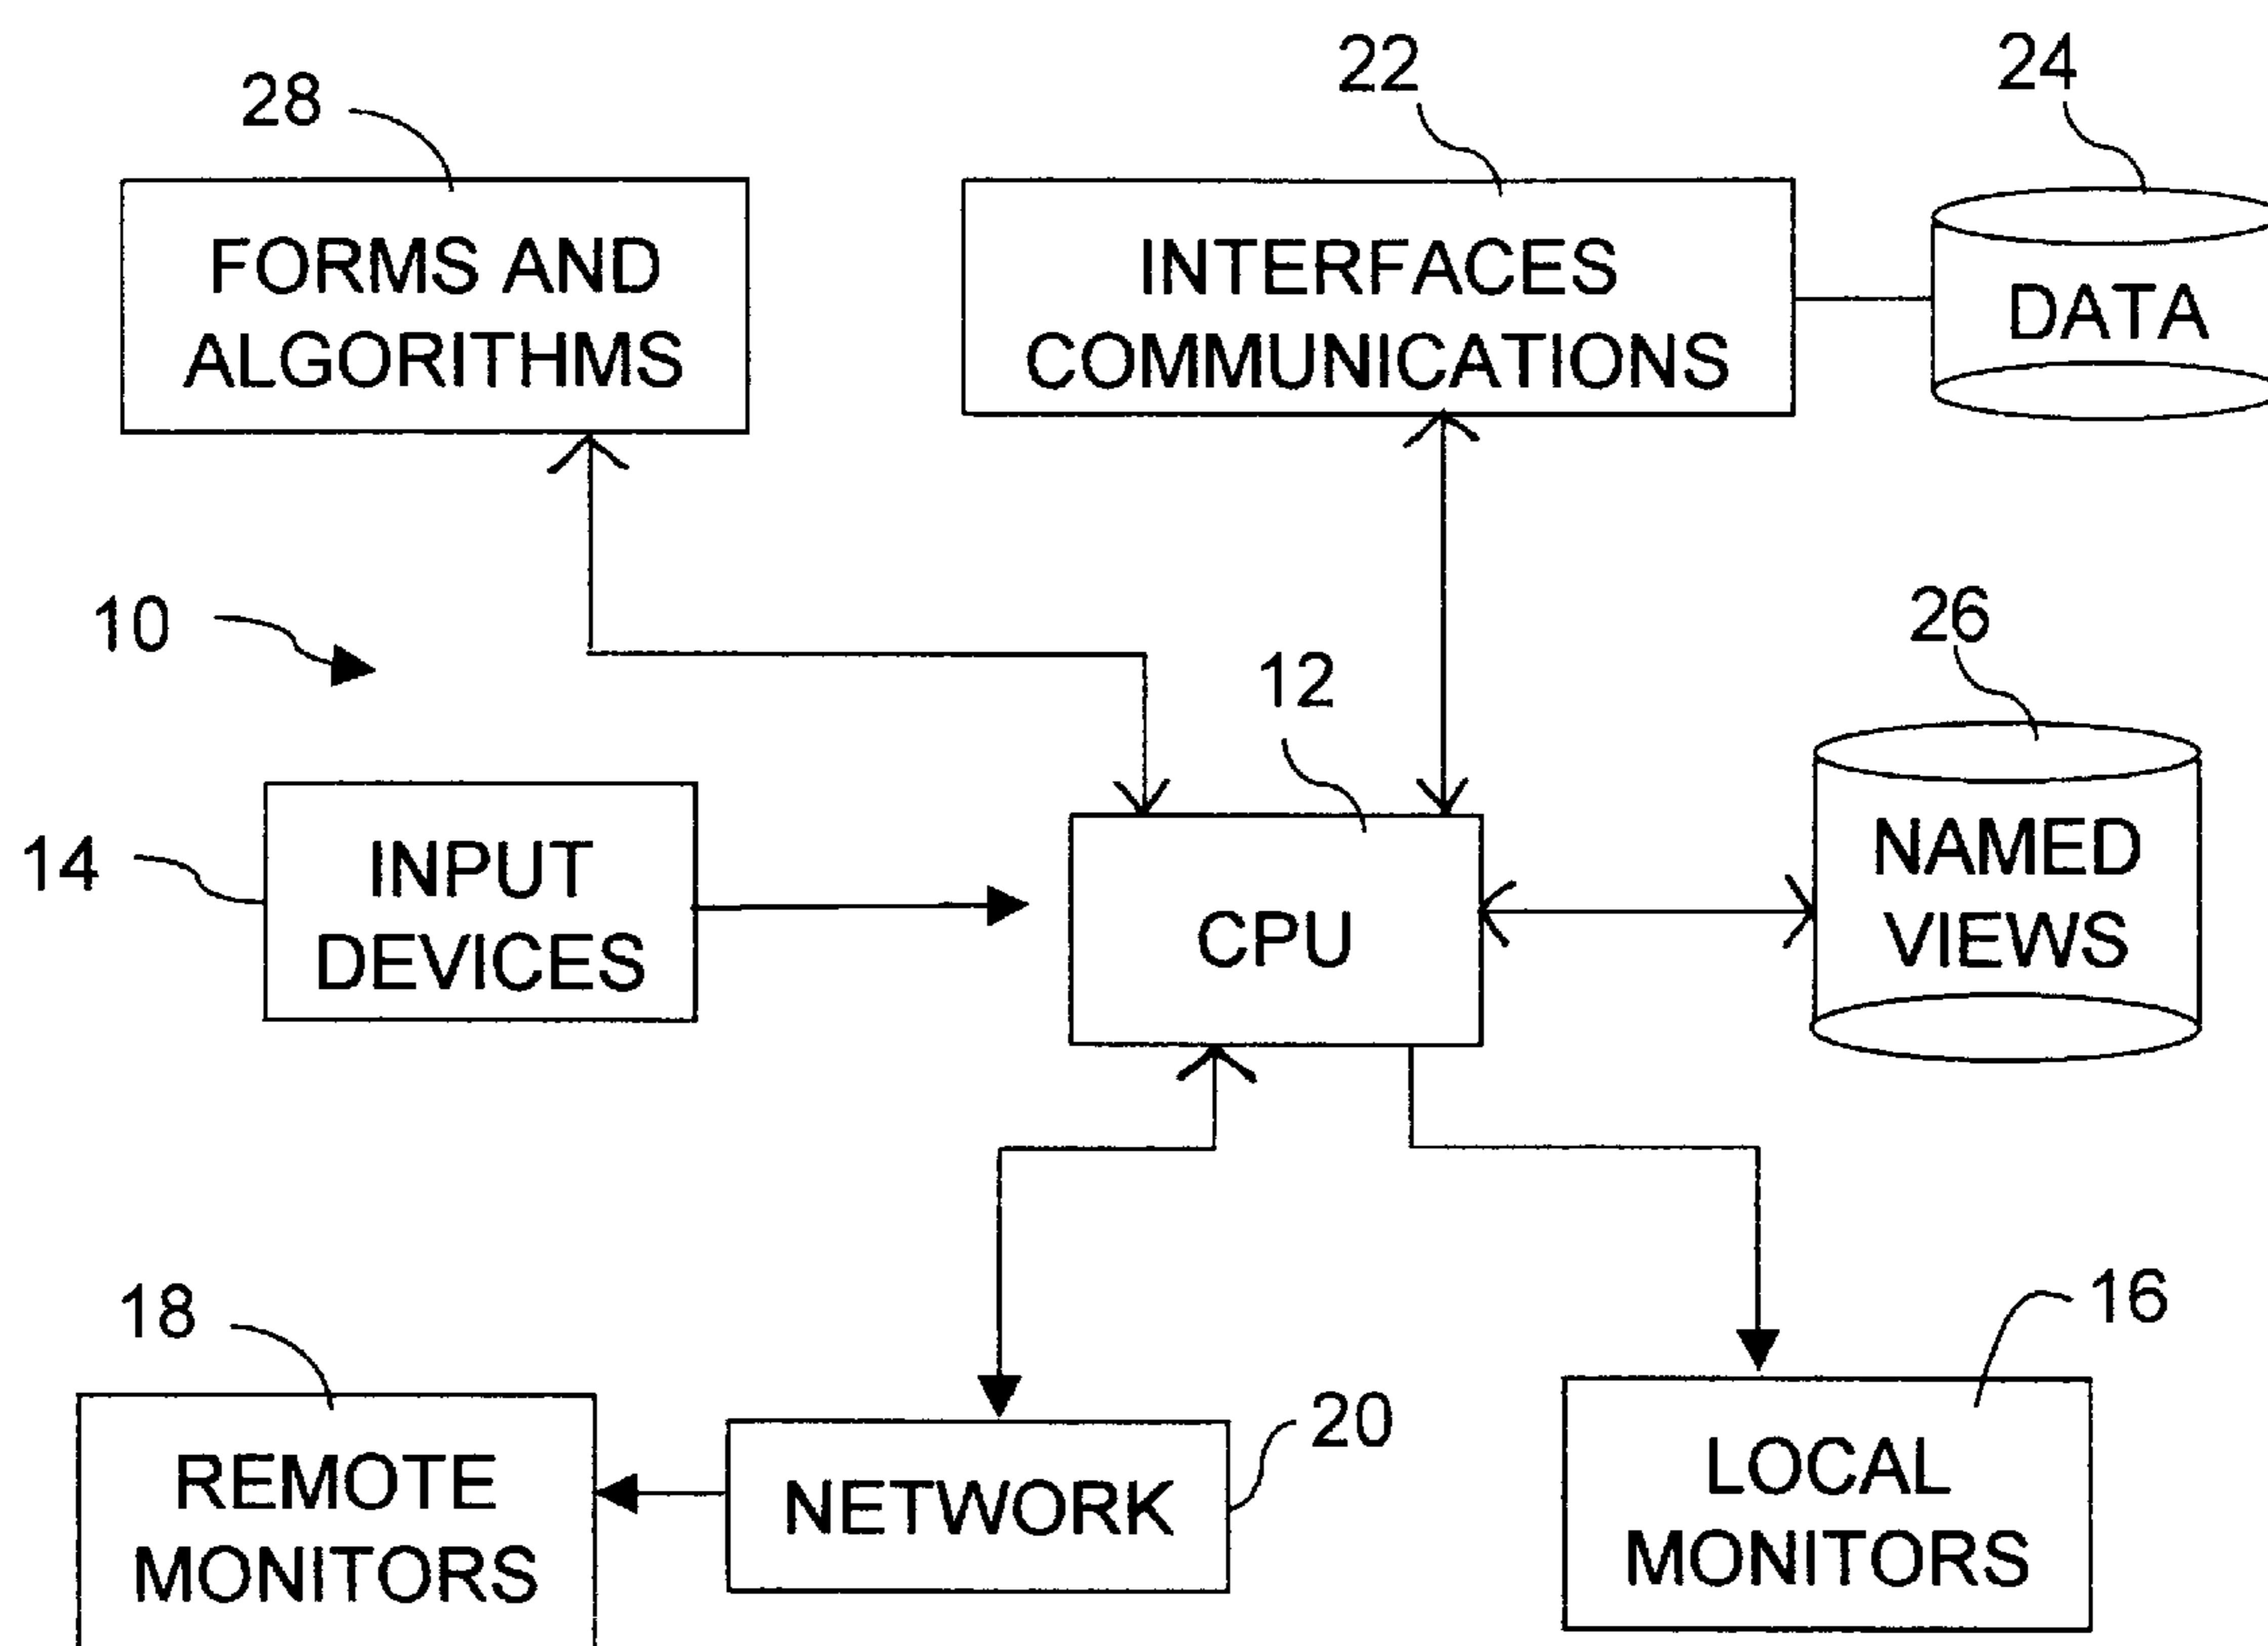 28
22
24
FORMS AND
ALGORITHMS
INTERFACES
COMMUNICATIONS
DATA
10
12
26
14
INPUT
DEVICES
CPU
NAMED
VIEWS
18
16
20
REMOTE
MONITORS
NETWORK
LOCAL
MONITORS